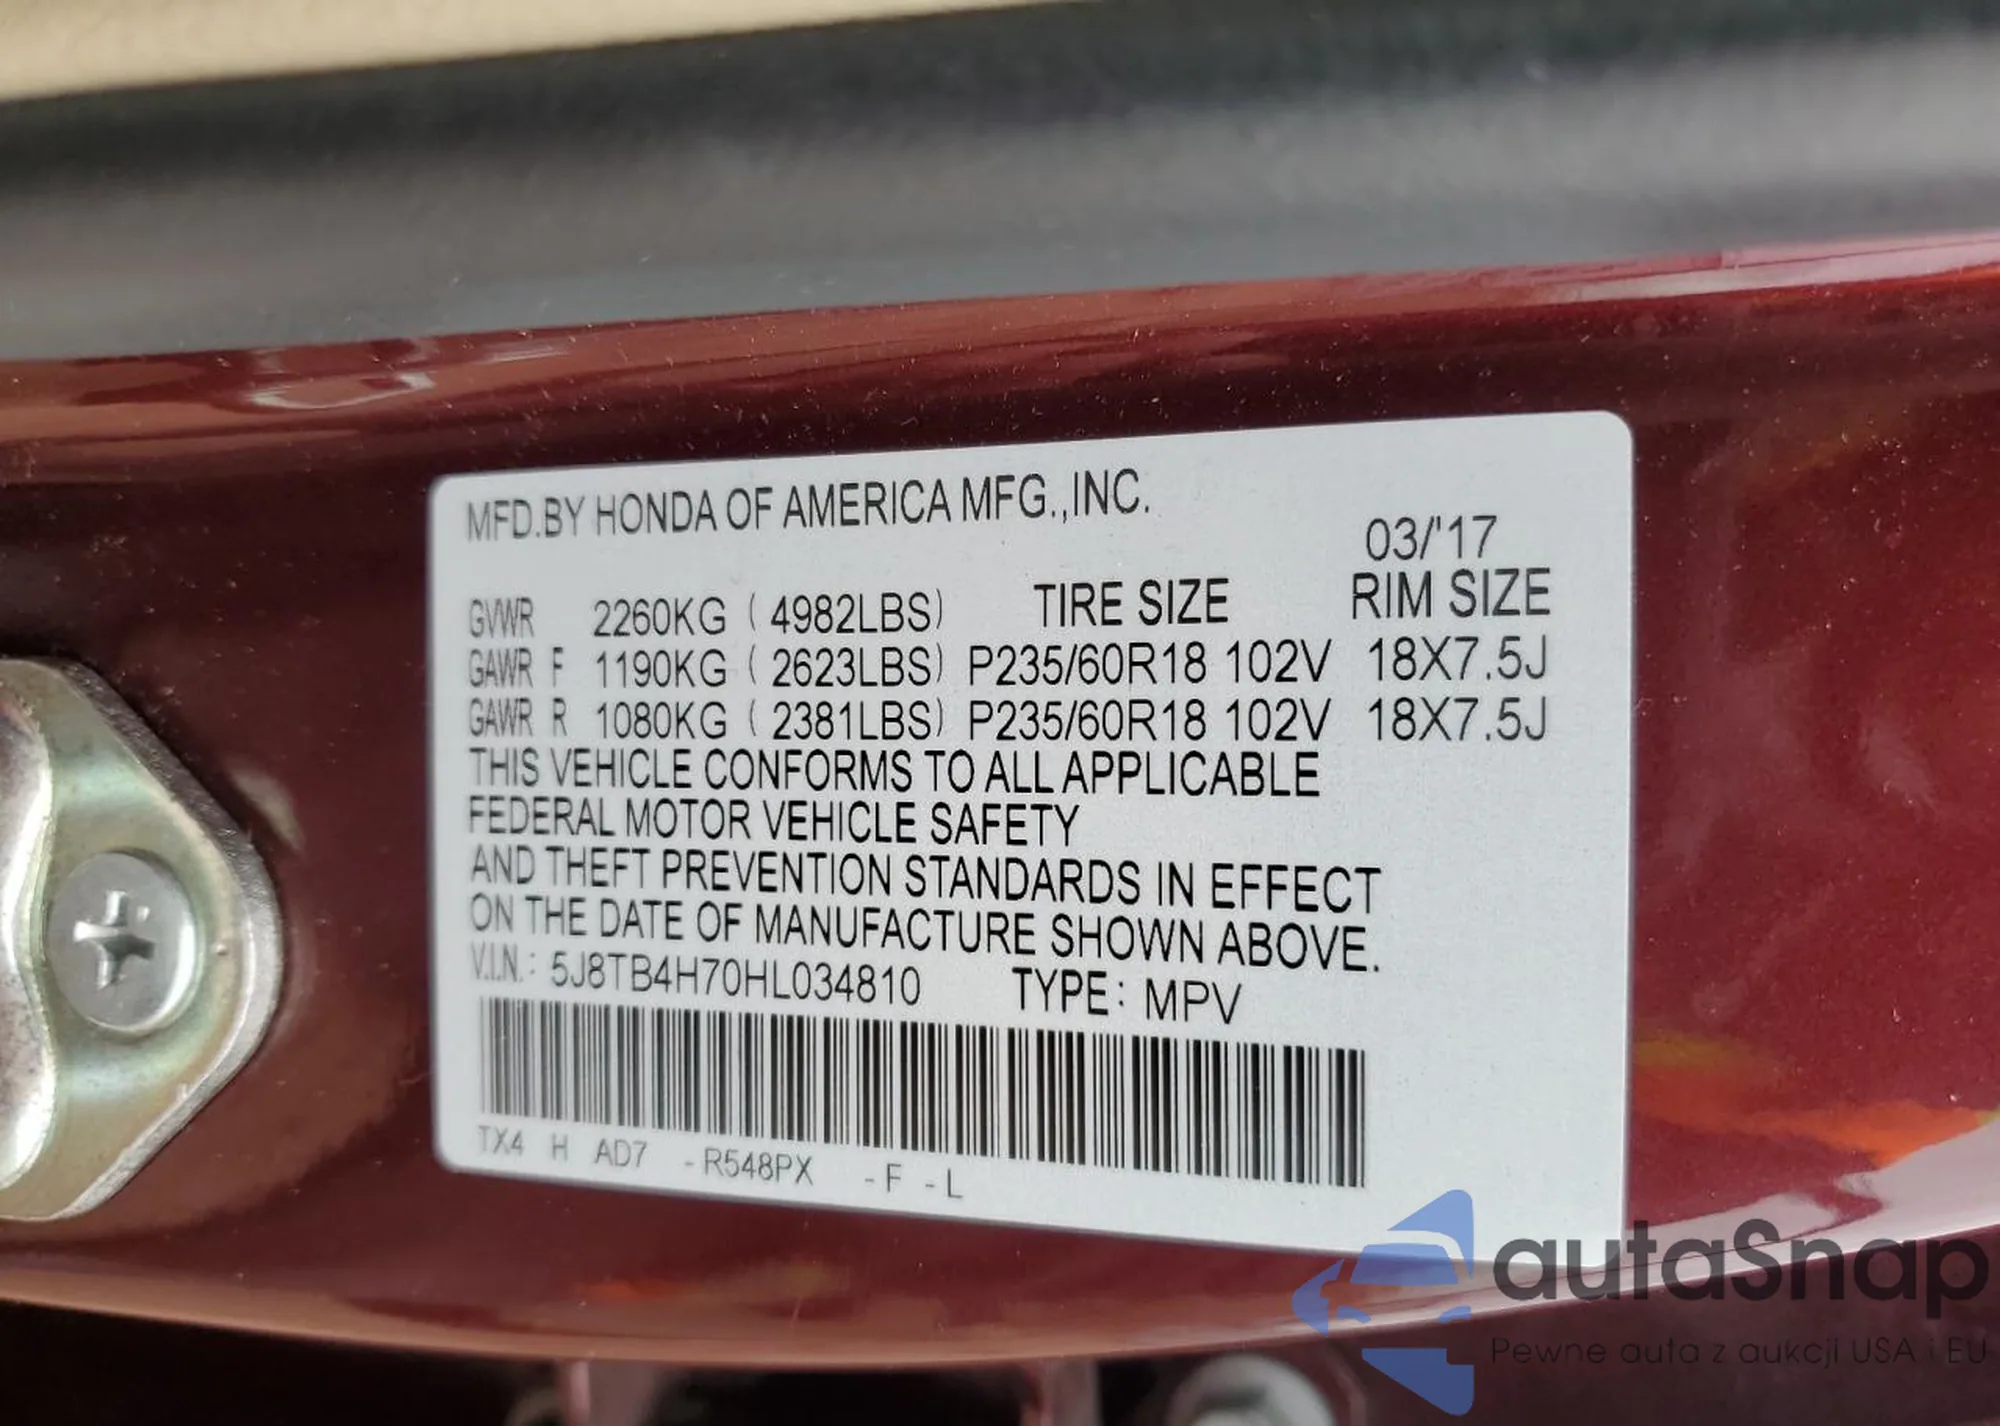 MFD.BY HONDA OF AMERICA MFG.,INC.
03/'17
GVWR 2260KG ( 4982LBS) TIRE SIZE RIM SIZE
GAWR F 1190KG ( 2623LBS) P235/60R18 102V 18X7.5J
GAWR R 1080KG ( 2381LBS) P235/60R18 102V 18X7.5J
THIS VEHICLE CONFORMS TO ALL APPLICABLE
FEDERAL MOTOR VEHICLE SAFETY
AND THEFT PREVENTION STANDARDS IN EFFECT
ON THE DATE OF MANUFACTURE SHOWN ABOVE.
V.I.N.: 5J8TB4H70HL034810 TYPE: MPV
TX4 H AD7 -R548PX -F -L
autaSnap
Pewne auta z aukcji USA i EU